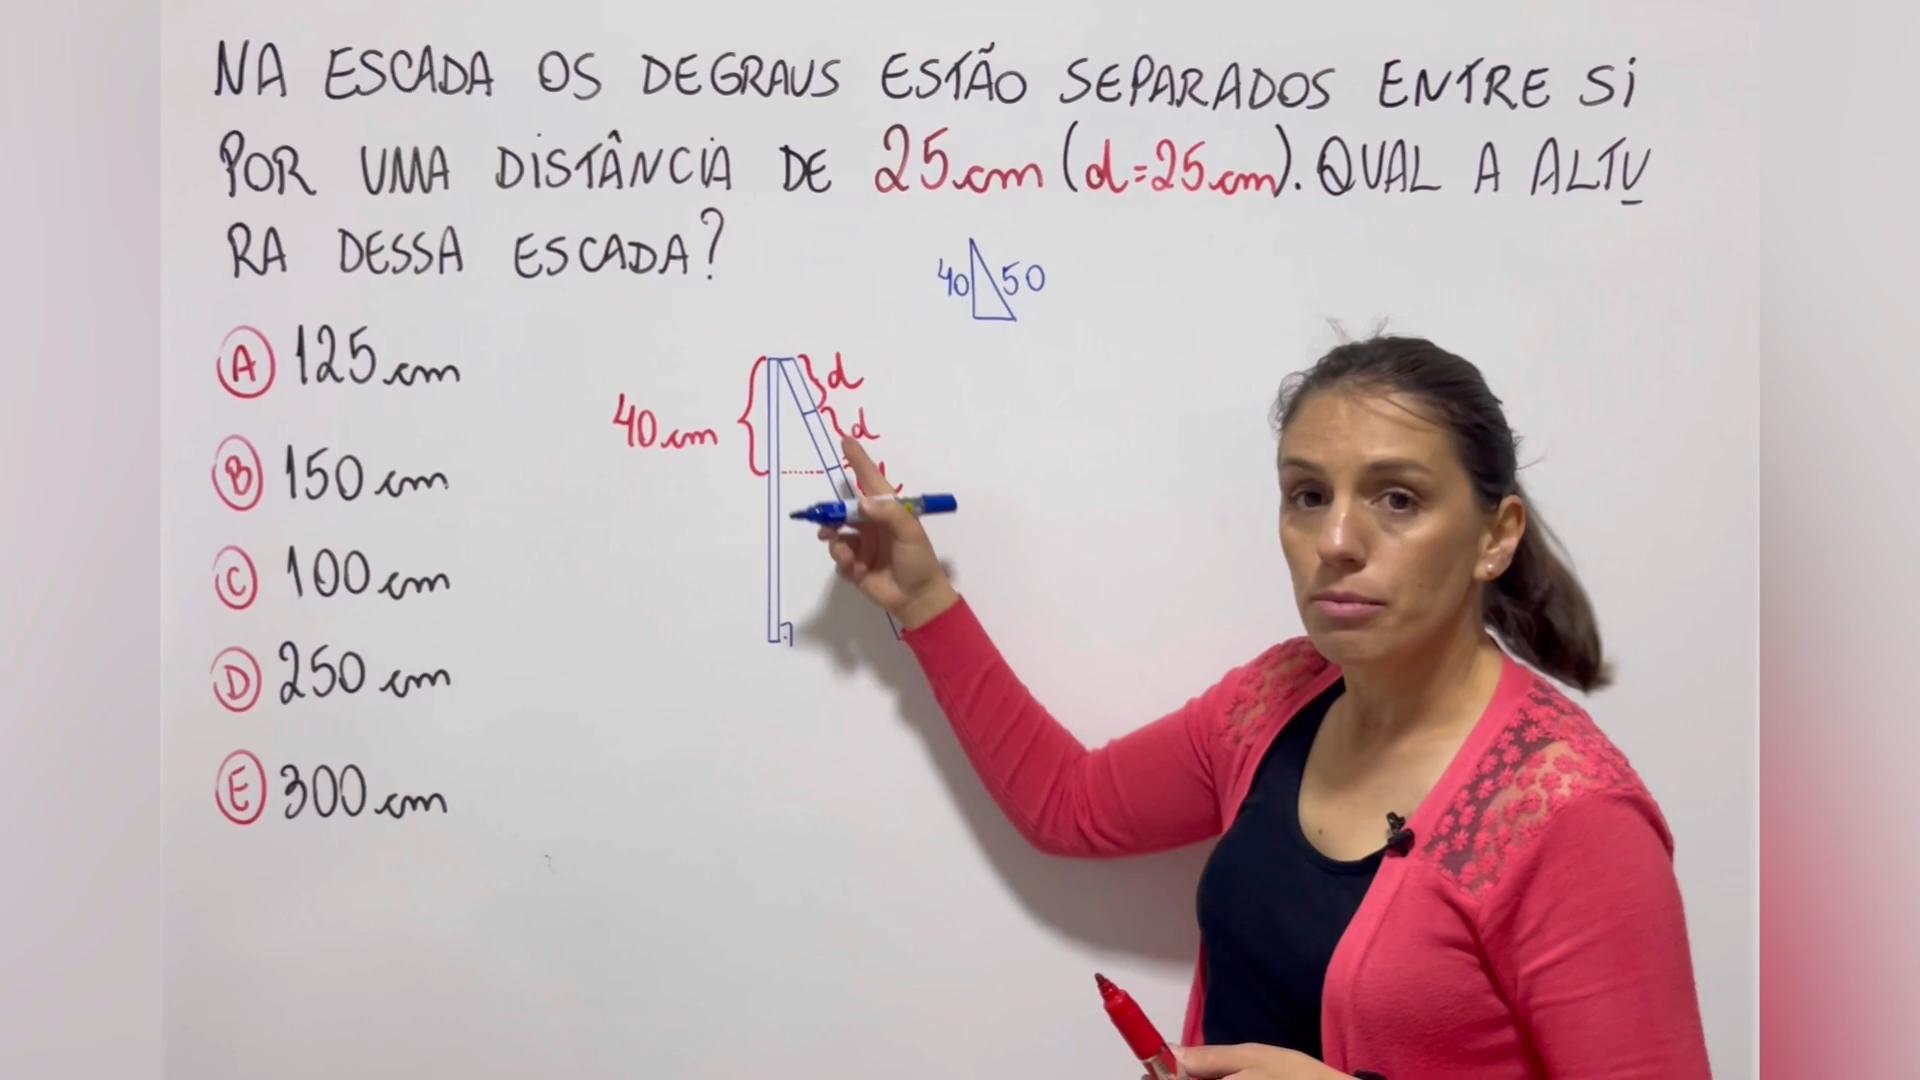 NA ESCADA OS DEGRAUS ESTÃO SEPARADOS ENTRE SI
POR UMA DISTÂNCIA DE 25cm (d=25cm). QUAL A ALTU
RA DESSA ESCADA?
40 50
A 125cm
B 150cm
C 100cm
D 250cm
E 300cm
40cm
d
d